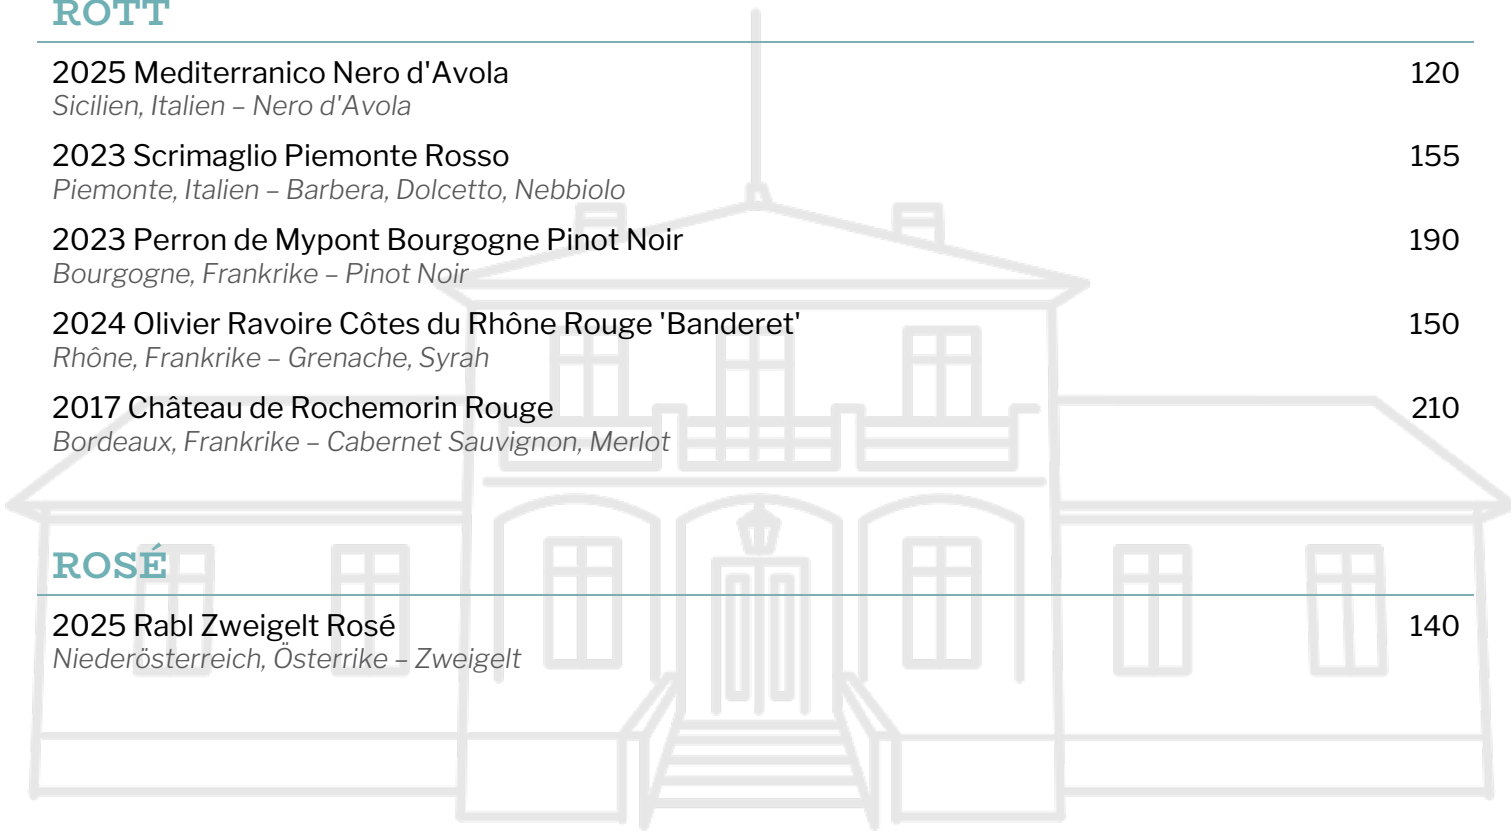 RÖTT
2025 Mediterranico Nero d'Avola 120
Sicilien, Italien – Nero d'Avola
2023 Scrimaglio Piemonte Rosso 155
Piemonte, Italien – Barbera, Dolcetto, Nebbiolo
2023 Perron de Mypont Bourgogne Pinot Noir 190
Bourgogne, Frankrike – Pinot Noir
2024 Olivier Ravoire Côtes du Rhône Rouge 'Banderet' 150
Rhône, Frankrike – Grenache, Syrah
2017 Château de Rochemorin Rouge 210
Bordeaux, Frankrike – Cabernet Sauvignon, Merlot
ROSÉ
2025 Rabl Zweigelt Rosé 140
Niederösterreich, Österrike – Zweigelt